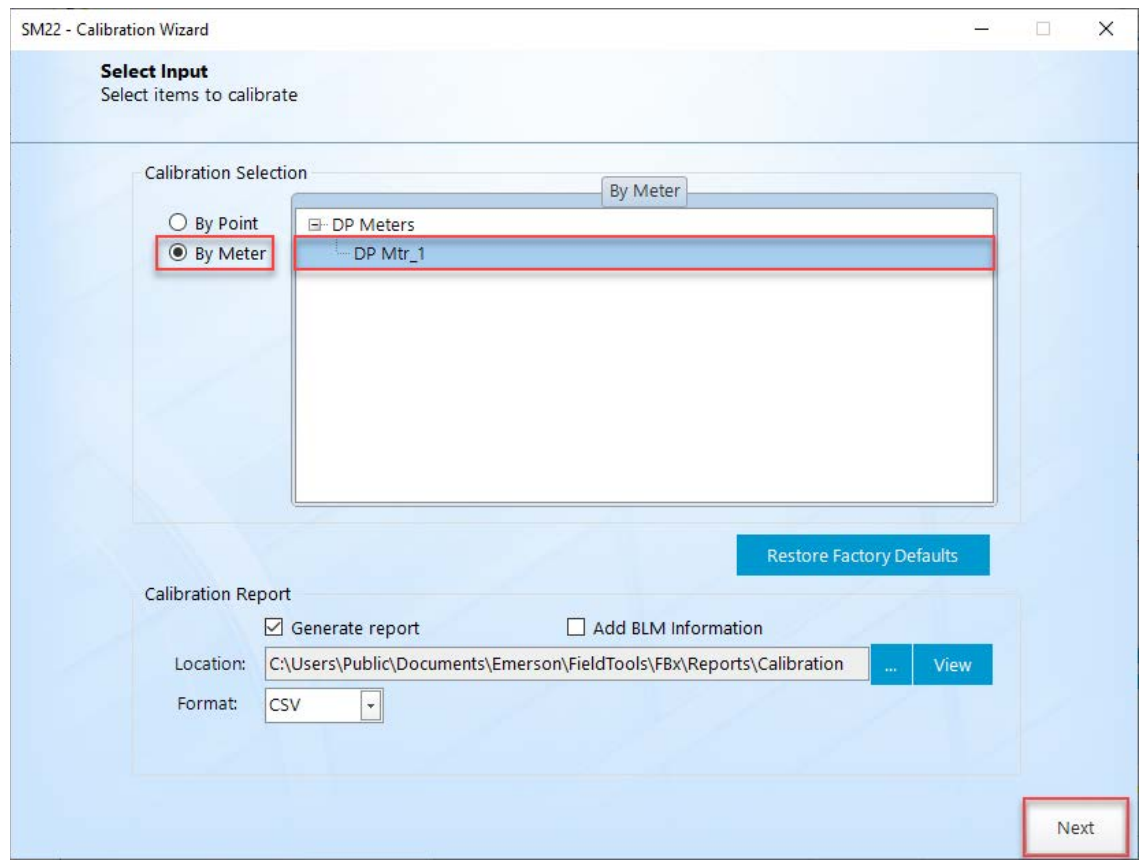 SM22 - Calibration Wizard
Select Input
Select items to calibrate
Calibration Selection
By Meter
By Point
DP Meters
By Meter
DP Mtr_1
Restore Factory Defaults
Calibration Report
Generate report
Add BLM Information
Location: C:\Users\Public\Documents\Emerson\FieldTools\FBx\Reports\Calibration ... View
Format: CSV
Next